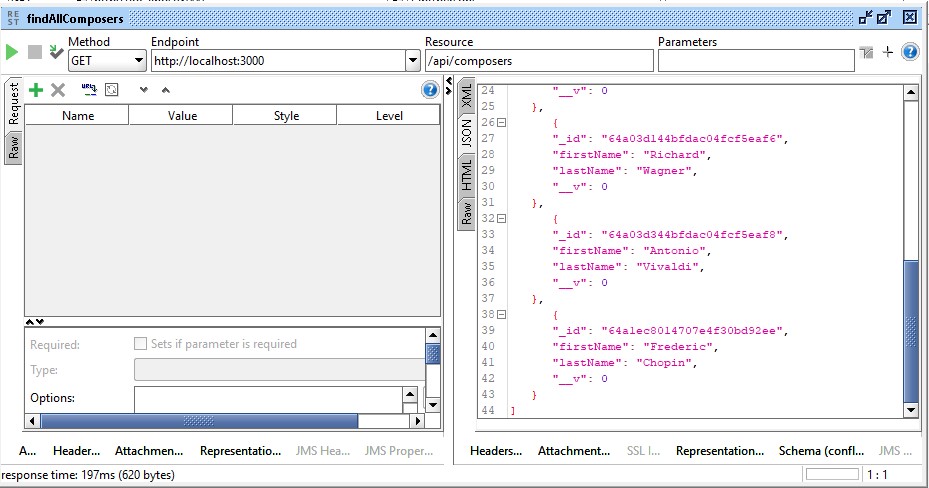 RE ST findAllComposers
Method Endpoint Resource Parameters
GET http://localhost:3000 /api/composers
Request
Raw
Name Value Style Level
Required: Sets if parameter is required
Type:
Options:
A... Header... Attachmen... Representatio... JMS Hea... JMS Proper...
XML
JSON
HTML
Raw
24 "__v": 0
25 },
26 {
27 "_id": "64a03d144bfdac04fcf5eaf6",
28 "firstName": "Richard",
29 "lastName": "Wagner",
30 "__v": 0
31 },
32 {
33 "_id": "64a03d344bfdac04fcf5eaf8",
34 "firstName": "Antonio",
35 "lastName": "Vivaldi",
36 "__v": 0
37 },
38 {
39 "_id": "64a1ec8014707e4f30bd92ee",
40 "firstName": "Frederic",
41 "lastName": "Chopin",
42 "__v": 0
43 }
44 ]
Headers... Attachmen... SSL I... Representation... Schema (confl... JMS ...
response time: 197ms (620 bytes) 1 : 1